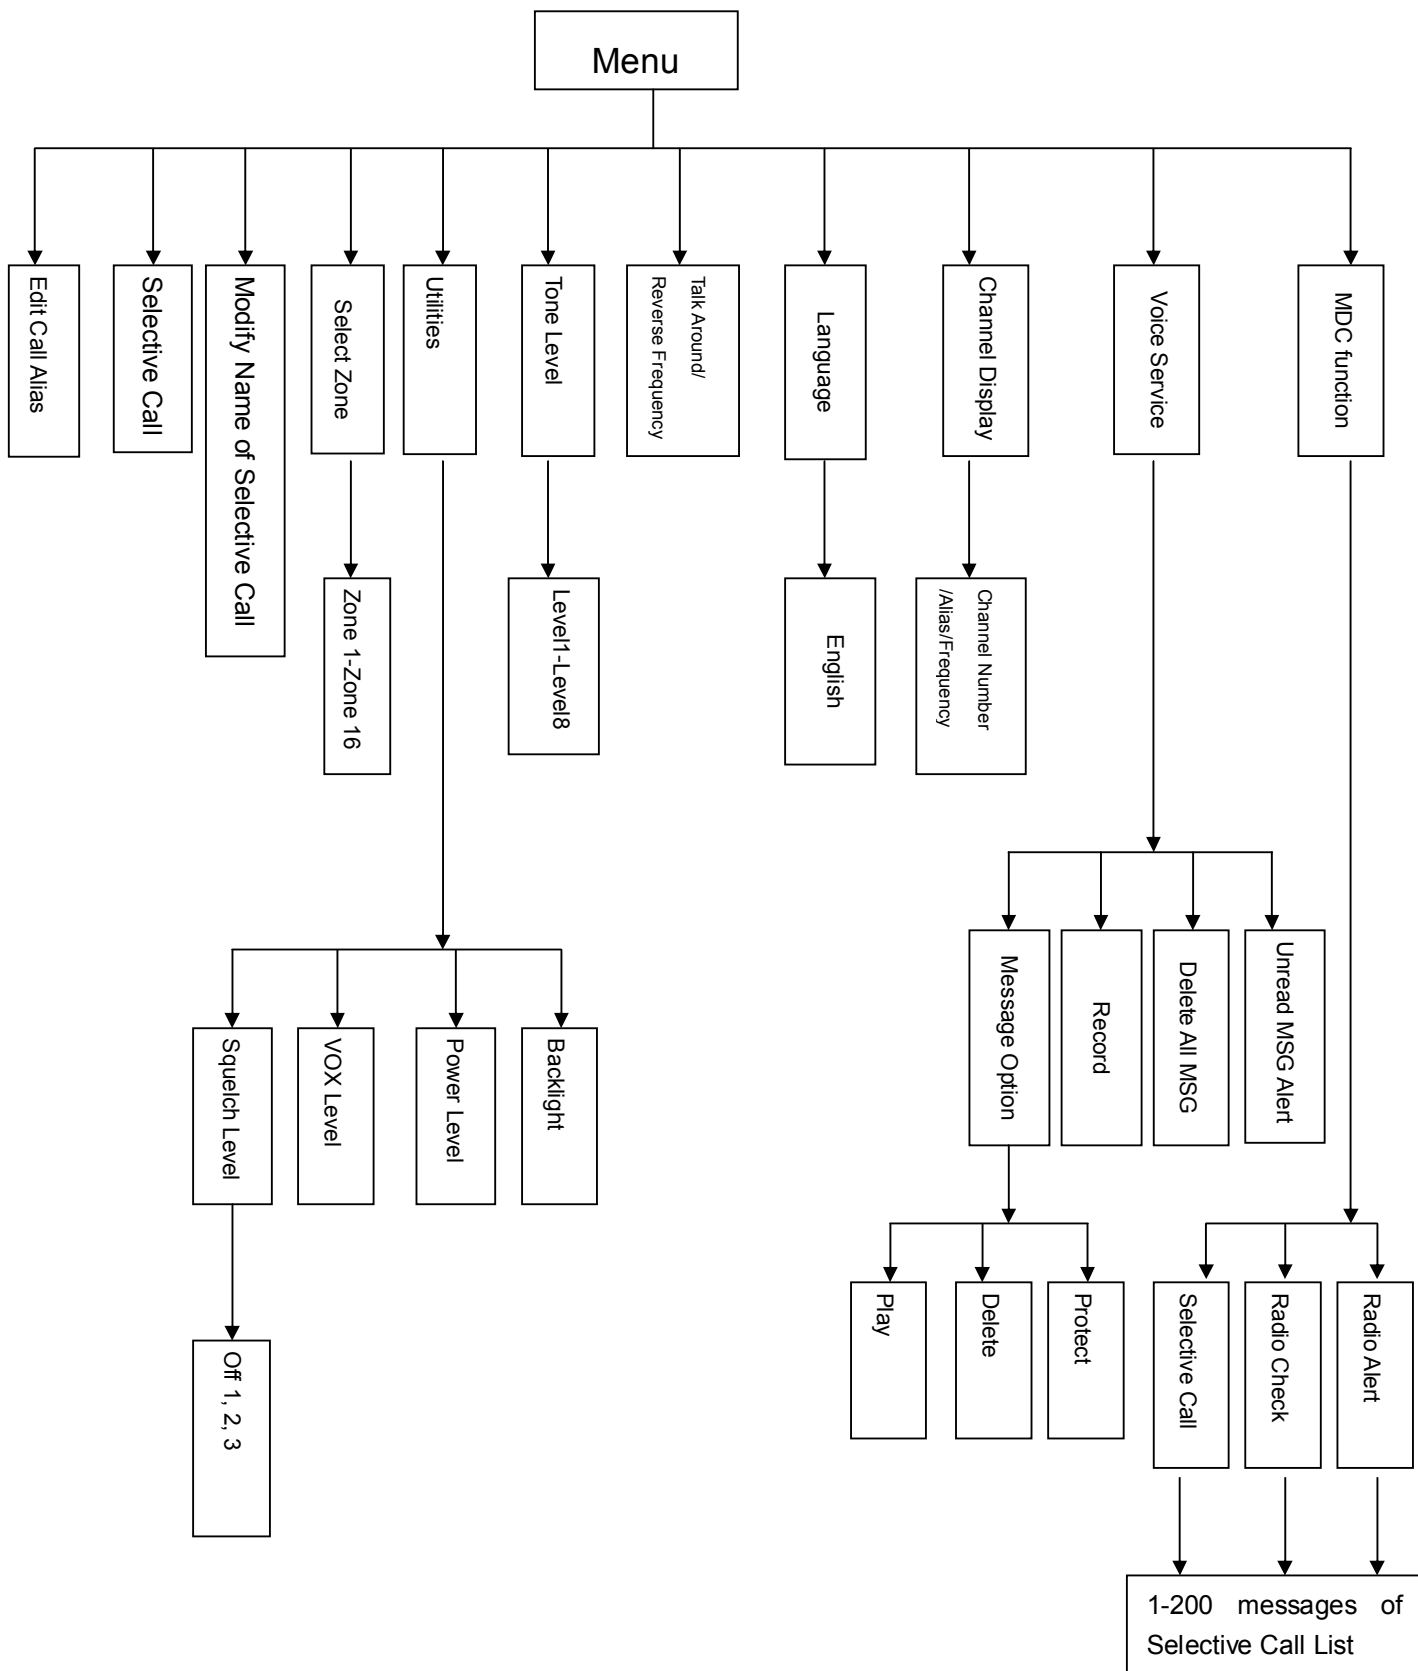 Menu
Edit Call Alias
Selective Call
Modify Name of Selective Call
Select Zone
Utilities
Tone Level
Talk Around/
Reverse Frequency
Language
Channel Display
Voice Service
MDC function
Zone 1-Zone 16
Level1-Level8
English
Channel Number
/Alias/Frequency
Message Option
Record
Delete All MSG
Unread MSG Alert
Squelch Level
VOX Level
Power Level
Backlight
Play
Delete
Protect
Selective Call
Radio Check
Radio Alert
Off 1, 2, 3
1-200 messages of
Selective Call List